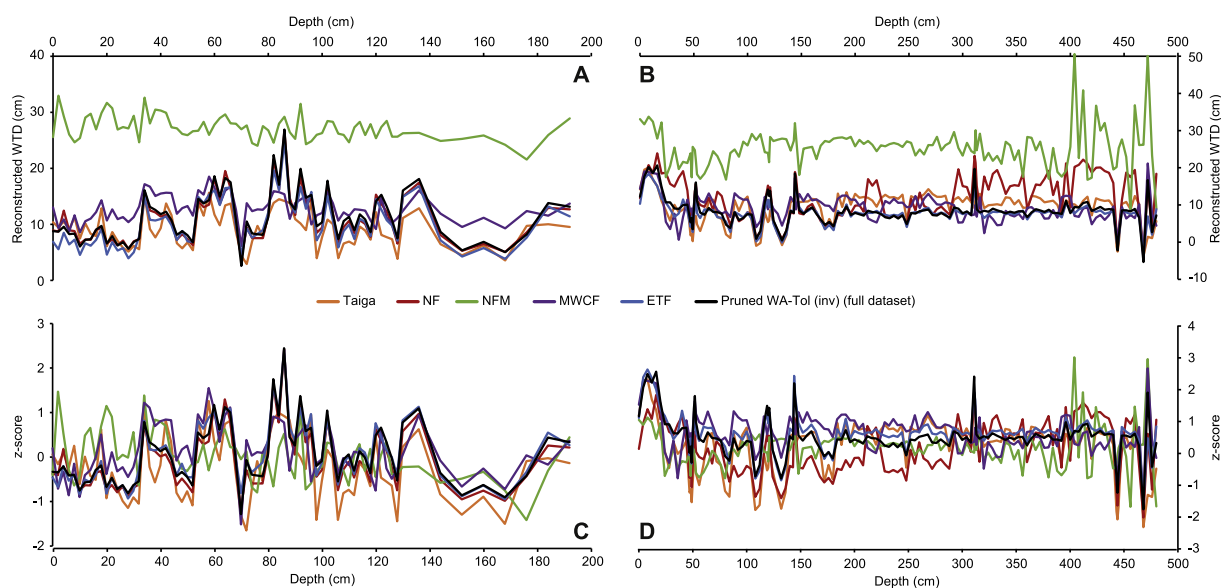 Depth (cm)
0 20 40 60 80 100 120 140 160 180 200
Reconstructed WTD (cm)
40
30
20
10
0
A
Depth (cm)
0 50 100 150 200 250 300 350 400 450 500
B
50
40
30
20
10
0
-10
Reconstructed WTD (cm)
Taiga NF NFM MWCF ETF Pruned WA-Tol (inv) (full dataset)
z-score
3
2
1
0
-1
-2
C
0 20 40 60 80 100 120 140 160 180 200
Depth (cm)
D
4
3
2
1
0
-1
-2
-3
z-score
0 50 100 150 200 250 300 350 400 450 500
Depth (cm)